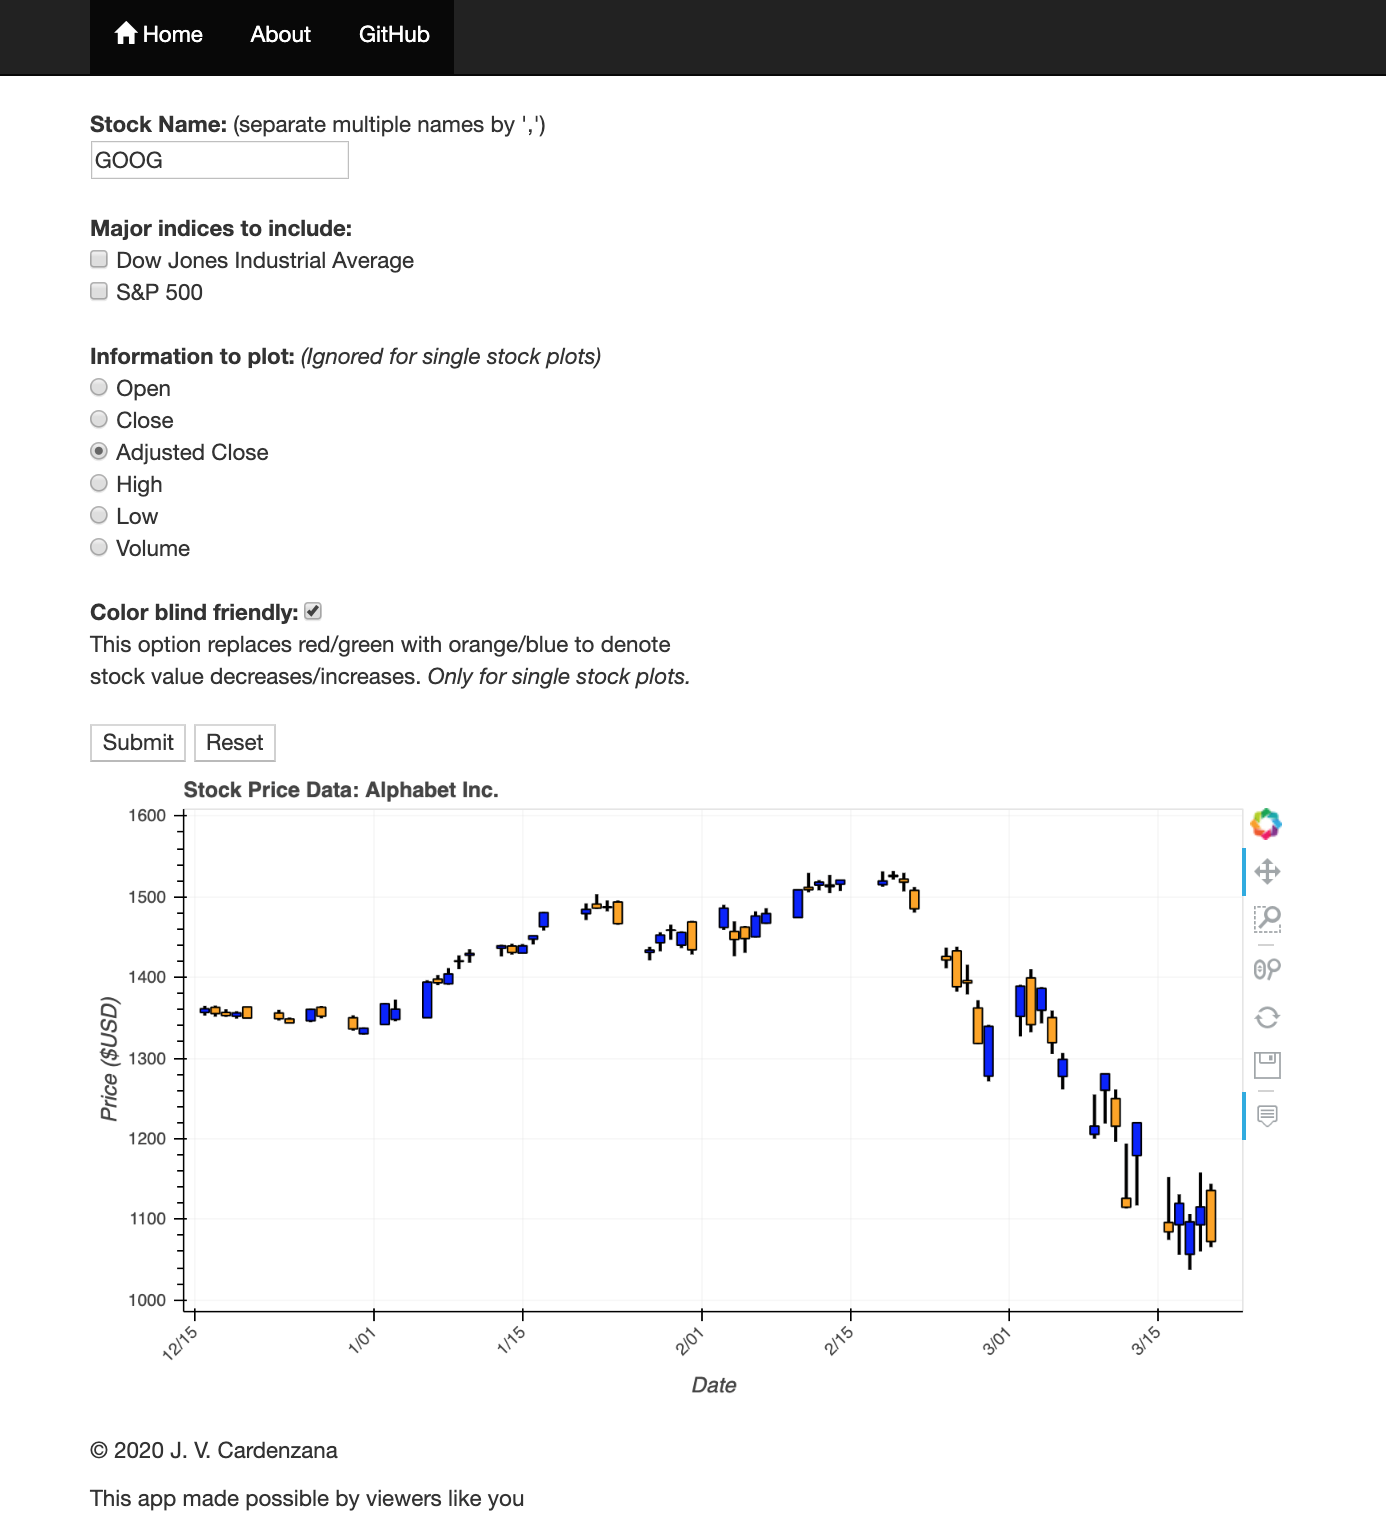 Home About GitHub
Stock Name: (separate multiple names by ',')
GOOG
Major indices to include:
Dow Jones Industrial Average
S&P 500
Information to plot: (Ignored for single stock plots)
Open
Close
Adjusted Close
High
Low
Volume
Color blind friendly:
This option replaces red/green with orange/blue to denote
stock value decreases/increases. Only for single stock plots.
Submit Reset
Stock Price Data: Alphabet Inc.
1600
1500
1400
1300
1200
1100
1000
Price ($USD)
12/15 1/01 1/15 2/01 2/15 3/01 3/15
Date
© 2020 J. V. Cardenzana
This app made possible by viewers like you